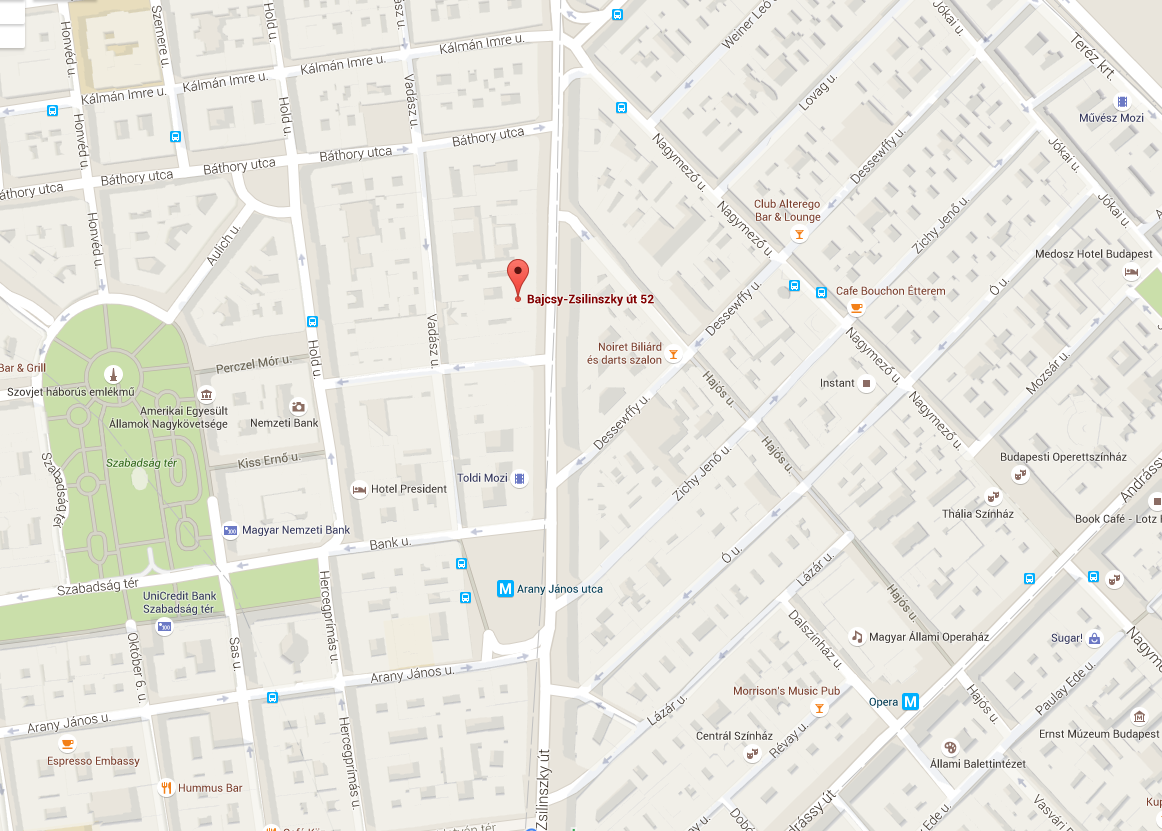 Honvéd u.
Szemere u.
Hold u.
Vadász u.
Kálmán Imre u.
Weiner Leó
Jókai u.
Teréz krt.
Kálmán Imre u.
Kálmán Imre u.
Kálmán Imre u.
Vadász u.
Lovag u.
Művész Mozi
Honvéd u.
Hold u.
Báthory utca
Báthory utca
Báthory utca
Báthory utca
Nagymező u.
Dessewffy u.
Jókai u.
áthory utca
Honvéd u.
Aulich u.
Nagymező u.
Club Alterego
Bar & Lounge
Zichy Jenő u.
Jókai u.
Medosz Hotel Budapest
Bajcsy-Zsilinszky út 52
Dessewffy u.
Cafe Bouchon Étterem
Ó u.
Vadász u.
Hold u.
Noiret Biliárd
és darts szalon
Nagymező u.
Perczel Mór u.
Bar & Grill
Szovjet háborús emlékmű
Hajós u.
Instant
Mozsár u.
Amerikai Egyesült
Államok Nagykövetsége
Nemzeti Bank
Dessewffy u.
Nagymező u.
Szabadság tér
Kiss Ernő u.
Hajós u.
Budapesti Operettszínház
Szabadság tér
Toldi Mozi
Hotel President
Zichy Jenő u.
Andrássy
Thália Színház
Book Café - Lotz
Magyar Nemzeti Bank
Bank u.
Ó u.
Lázár u.
Szabadság tér
UniCredit Bank
Szabadság tér
Hercegprímás u.
M Arany János utca
Hajós u.
Október 6. u.
Sas u.
Dalszínház u.
Magyar Állami Operaház
Sugar!
Nagymező
Arany János u.
Morrison's Music Pub
Opera M
Hajós u.
Paulay Ede u.
Arany János u.
Lázár u.
Hercegprímás u.
Centrál Színház
Révay u.
Ernst Múzeum Budapest
Espresso Embassy
Állami Balettintézet
Hummus Bar
Zsilinszky út
Andrássy út
Ede u.
Vasvári